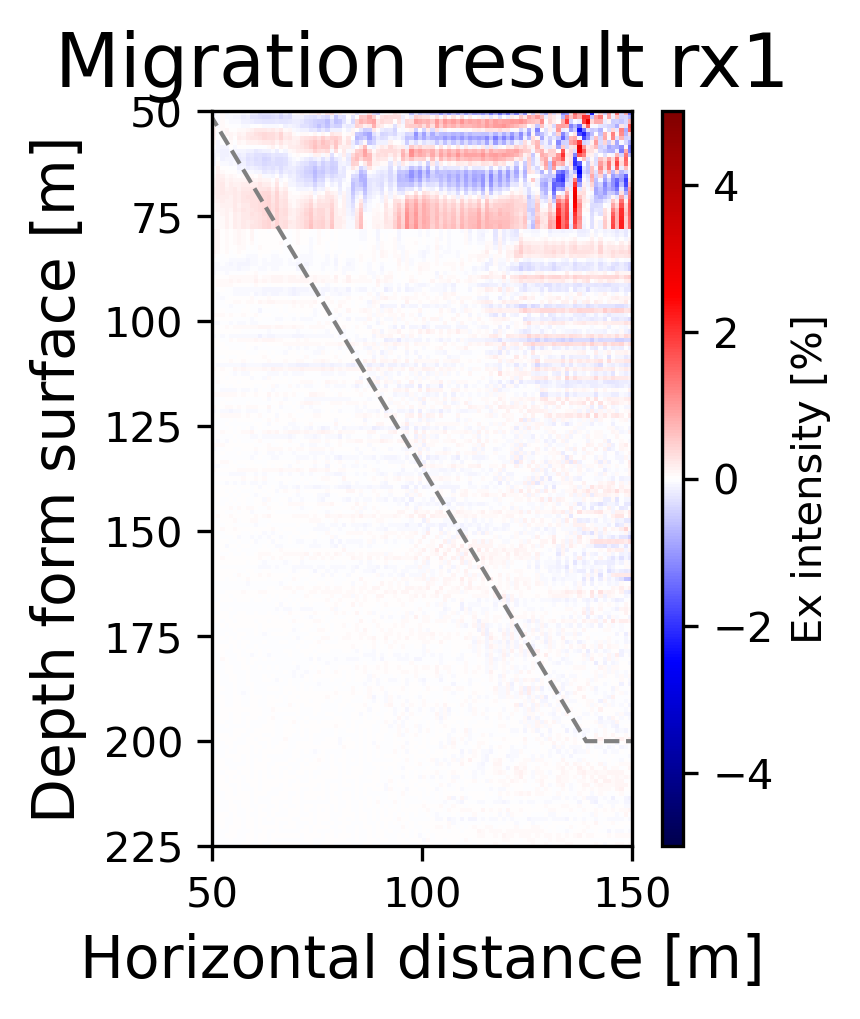 Migration result rx1
50
75
100
125
150
175
200
225
Depth form surface [m]
50 100 150
Horizontal distance [m]
4
2
0
−2
−4
Ex intensity [%]